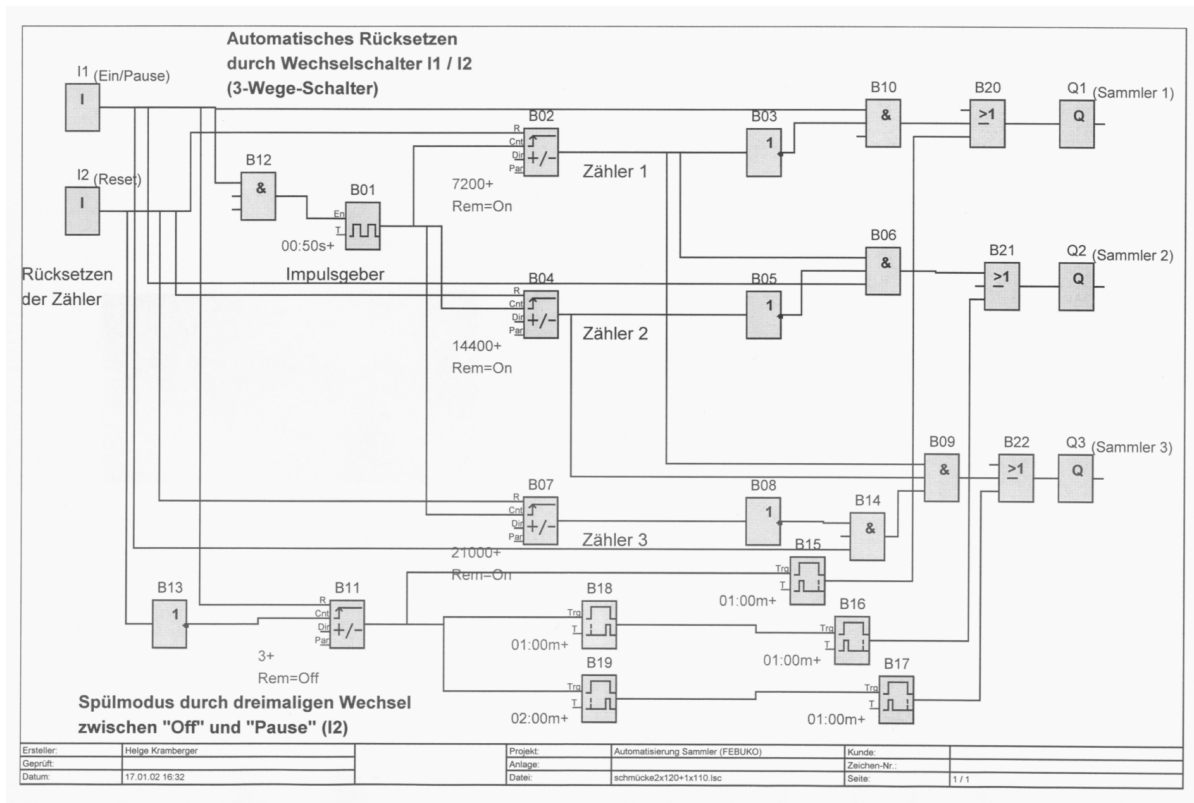 Automatisches Rücksetzen
durch Wechselschalter I1 / I2
(3-Wege-Schalter)
I1 (Ein/Pause)
I
I2 (Reset)
I
Rücksetzen
der Zähler
B12
&
B01
En
T
00:50s+
Impulsgeber
B02
R
Cnt
Dir
Par
+/-
7200+
Rem=On
Zähler 1
B03
1
B10
&
B20
>1
Q1 (Sammler 1)
Q
B04
R
Cnt
Dir
Par
+/-
14400+
Rem=On
Zähler 2
B05
1
B06
&
B21
>1
Q2 (Sammler 2)
Q
B07
R
Cnt
Dir
Par
+/-
21000+
Rem=On
Zähler 3
B08
1
B14
&
B09
&
B22
>1
Q3 (Sammler 3)
Q
B13
1
B11
R
Cnt
Dir
Par
+/-
3+
Rem=Off
B15
Trg
T
01:00m+
B18
Trg
T
01:00m+
B16
Trg
T
01:00m+
B19
Trg
T
02:00m+
B17
Trg
T
01:00m+
Spülmodus durch dreimaligen Wechsel
zwischen "Off" und "Pause" (I2)
Ersteller: Helge Kramberger Projekt: Automatisierung Sammler (FEBUKO) Kunde:
Geprüft: Anlage: Zeichen-Nr.:
Datum: 17.01.02 16:32 Datei: schmücke2x120+1x110.lsc Seite: 1 / 1